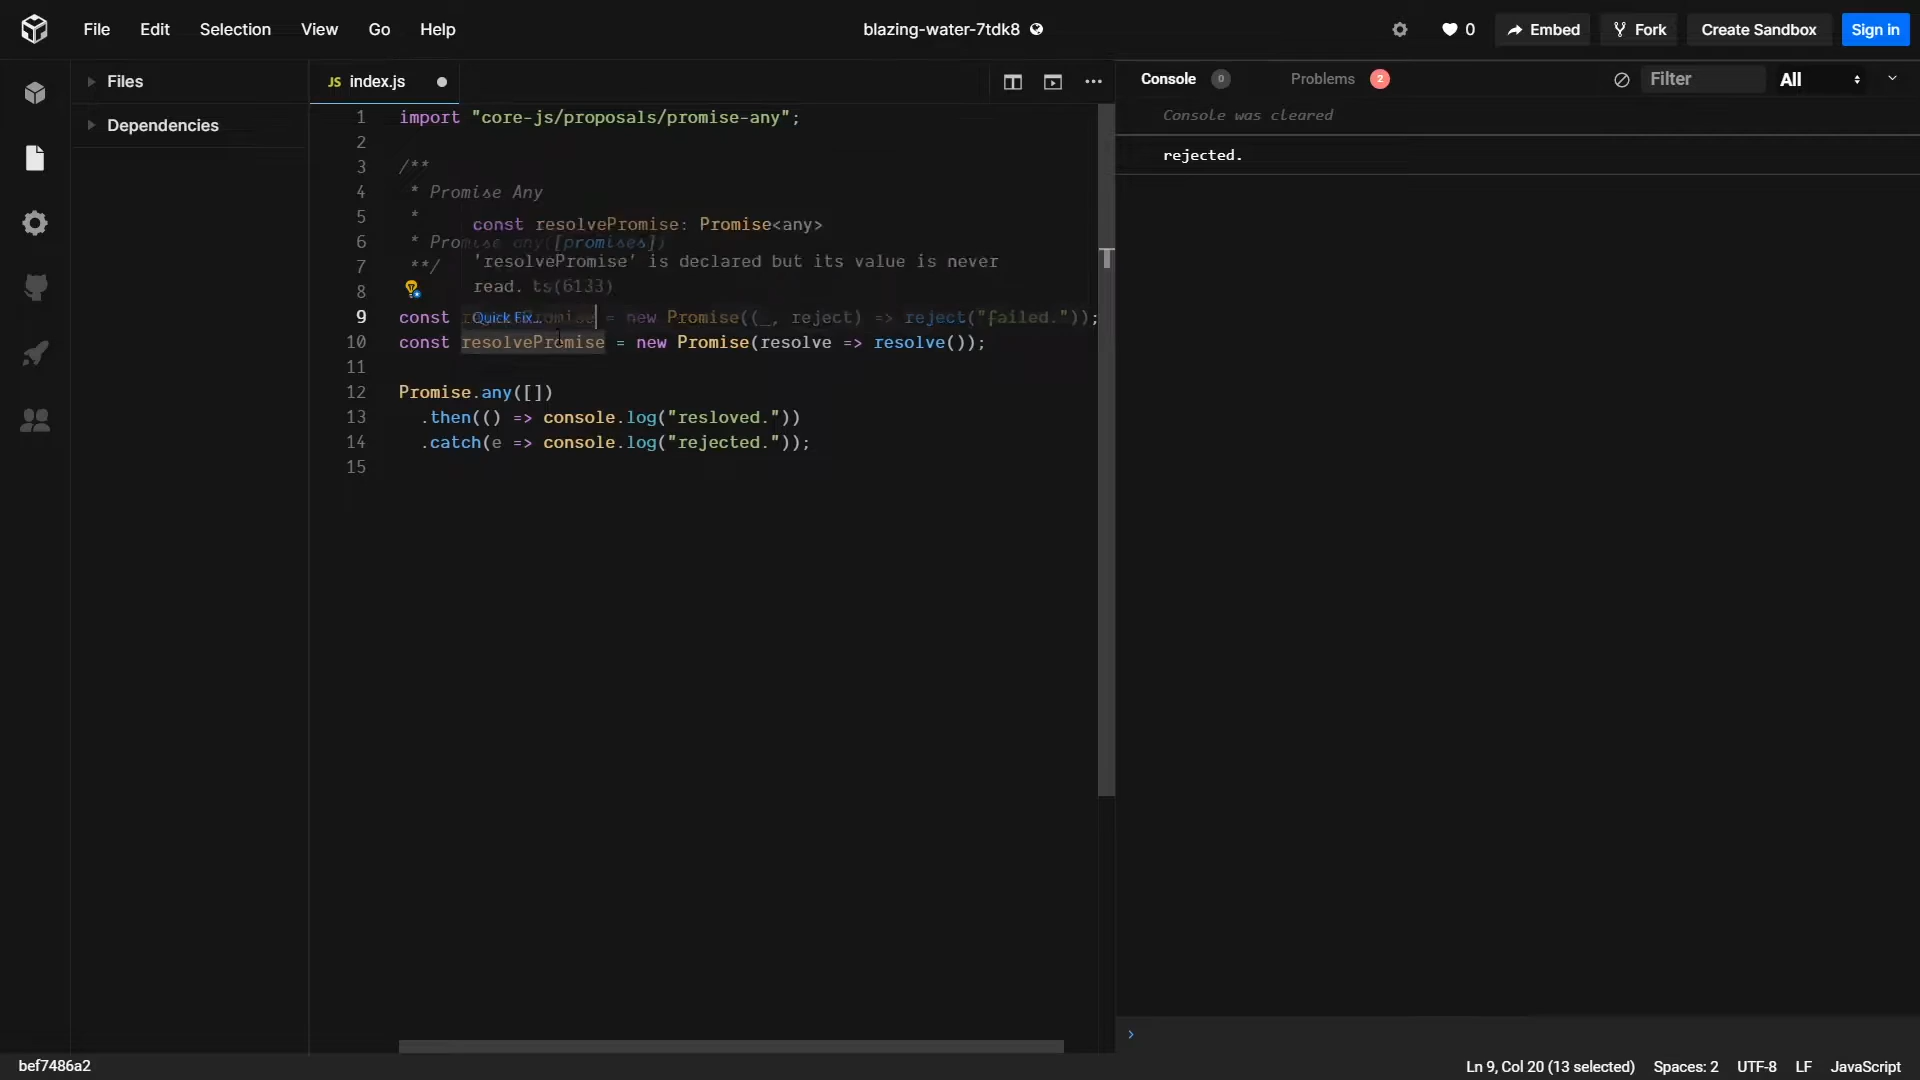 File Edit Selection View Go Help
blazing-water-7tdk8
0 Embed Fork Create Sandbox Sign in
Files
Dependencies
JS index.js
1 import "core-js/proposals/promise-any";
2
3 /**
4 * Promise Any
5 *
6 * Promise any([promises])
7 **/
8
const resolvePromise: Promise<any>
'resolvePromise' is declared but its value is never
read. ts(6133)
Quick Fix...
9 const = new Promise((_, reject) => reject("failed."));
10 const resolvePromise = new Promise(resolve => resolve());
11
12 Promise.any([])
13 .then(() => console.log("resloved."))
14 .catch(e => console.log("rejected."));
15
Console 0 Problems 2 Filter All
Console was cleared
rejected.
›
bef7486a2
Ln 9, Col 20 (13 selected) Spaces: 2 UTF-8 LF JavaScript